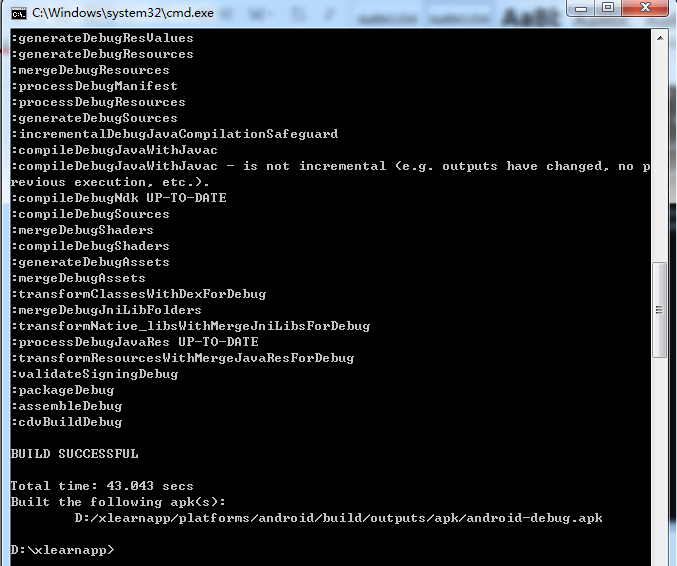 C:\Windows\system32\cmd.exe
:generateDebugResValues
:generateDebugResources
:mergeDebugResources
:processDebugManifest
:processDebugResources
:generateDebugSources
:incrementalDebugJavaCompilationSafeguard
:compileDebugJavaWithJavac
:compileDebugJavaWithJavac - is not incremental (e.g. outputs have changed, no p
revious execution, etc.).
:compileDebugNdk UP-TO-DATE
:compileDebugSources
:mergeDebugShaders
:compileDebugShaders
:generateDebugAssets
:mergeDebugAssets
:transformClassesWithDexForDebug
:mergeDebugJniLibFolders
:transformNative_libsWithMergeJniLibsForDebug
:processDebugJavaRes UP-TO-DATE
:transformResourcesWithMergeJavaResForDebug
:validateSigningDebug
:packageDebug
:assembleDebug
:cdvBuildDebug
BUILD SUCCESSFUL
Total time: 43.043 secs
Built the following apk(s):
D:/xlearnapp/platforms/android/build/outputs/apk/android-debug.apk
D:\xlearnapp>